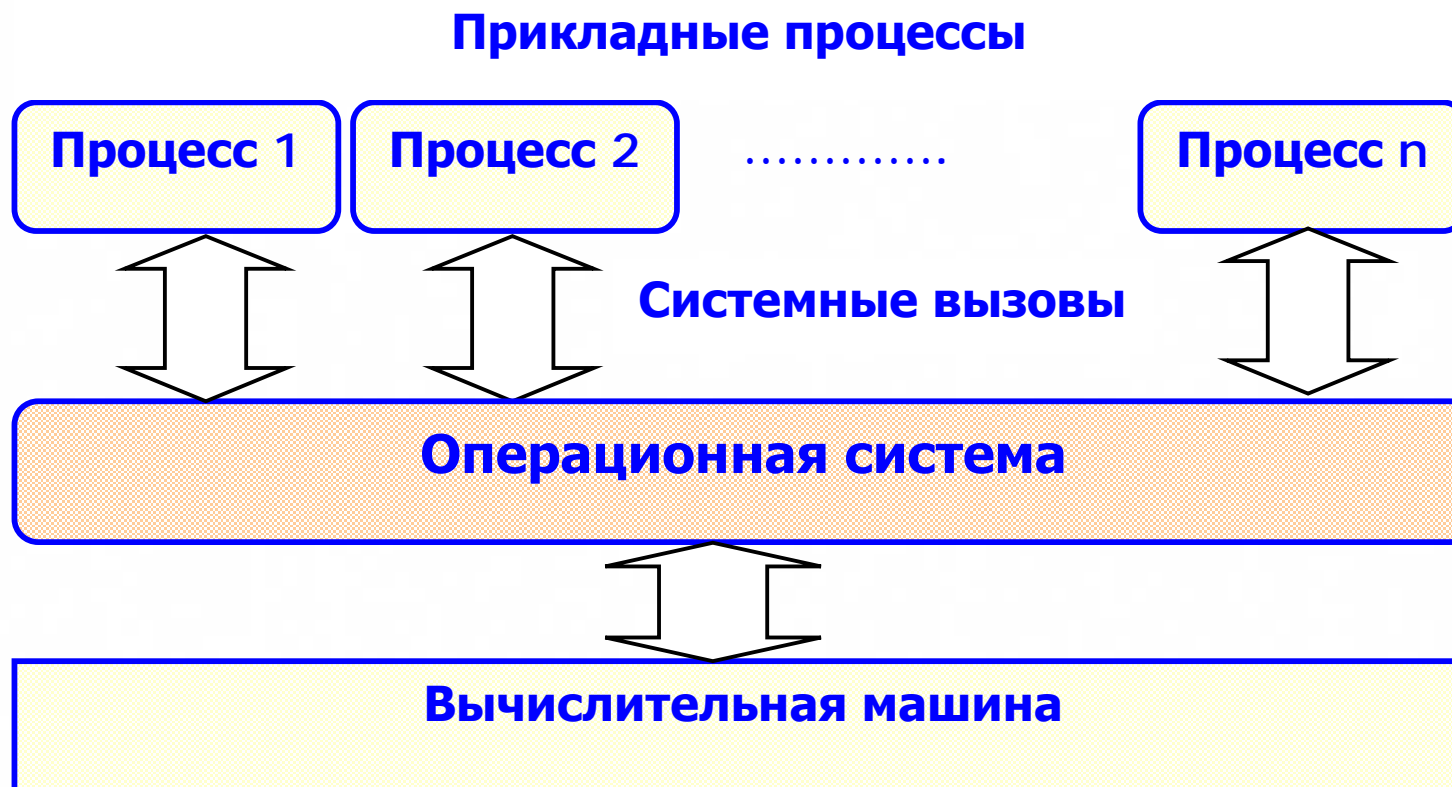 Прикладные процессы
Процесс 1 Процесс 2 ............. Процесс n
Системные вызовы
Операционная система
Вычислительная машина